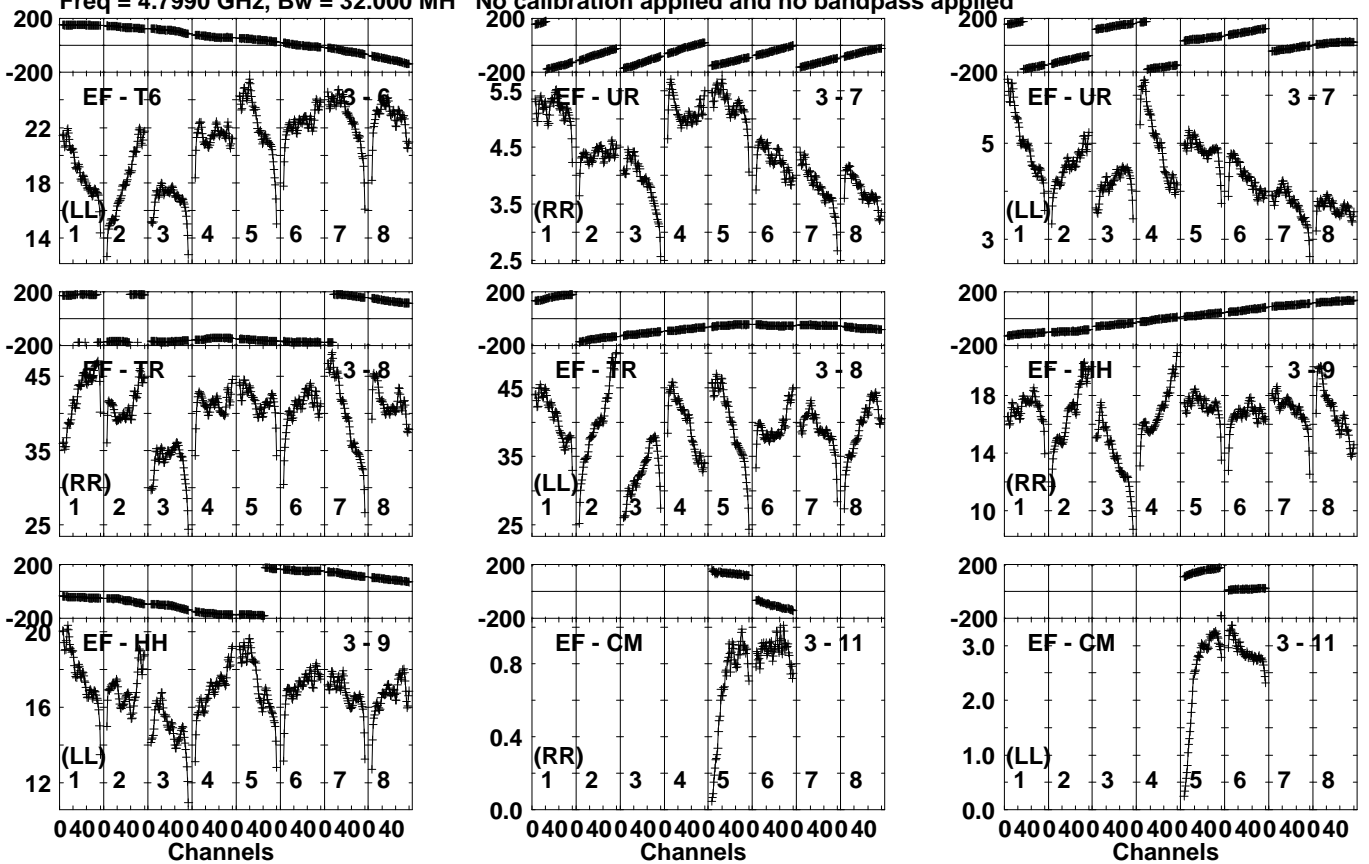 Freq = 4.7990 GHz, Bw = 32.000 MH No calibration applied and no bandpass applied
200 200 200
-200 -200 -200
EF - T6 3 - 6 EF - UR 3 - 7 EF - UR 3 - 7
22 18 14
5.5 4.5 3.5 2.5
5 3
(LL) (RR) (LL)
1 2 3 4 5 6 7 8 1 2 3 4 5 6 7 8 1 2 3 4 5 6 7 8
200 200 200
-200 -200 -200
EF - TR 3 - 8 EF - TR 3 - 8 EF - HH 3 - 9
45 35 25
45 35 25
18 14 10
(RR) (LL) (RR)
1 2 3 4 5 6 7 8 1 2 3 4 5 6 7 8 1 2 3 4 5 6 7 8
200 200 200
-200 -200 -200
EF - HH 3 - 9 EF - CM 3 - 11 EF - CM 3 - 11
20 16 12
0.8 0.4 0.0
3.0 2.0 1.0 0.0
(LL) (RR) (LL)
1 2 3 4 5 6 7 8 1 2 3 4 5 6 7 8 1 2 3 4 5 6 7 8
0 40 0 40 0 40 0 40 0 40 0 40 0 40 0 40 0 40 0 40 0 40 0 40 0 40 0 40 0 40 0 40 0 40 0 40 0 40 0 40 0 40 0 40 0 40 0 40
Channels Channels Channels